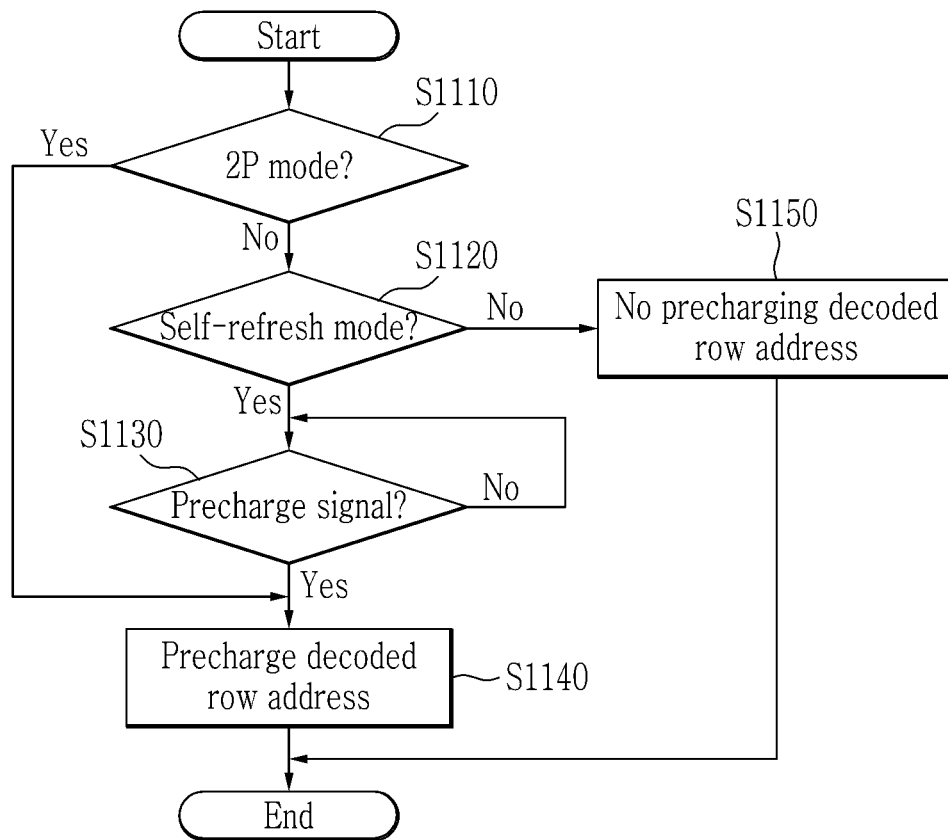 Start
S1110
Yes
2P mode?
No
S1120
S1150
Self-refresh mode?
No
No precharging decoded
row address
Yes
S1130
Precharge signal?
No
Yes
Precharge decoded
row address
S1140
End